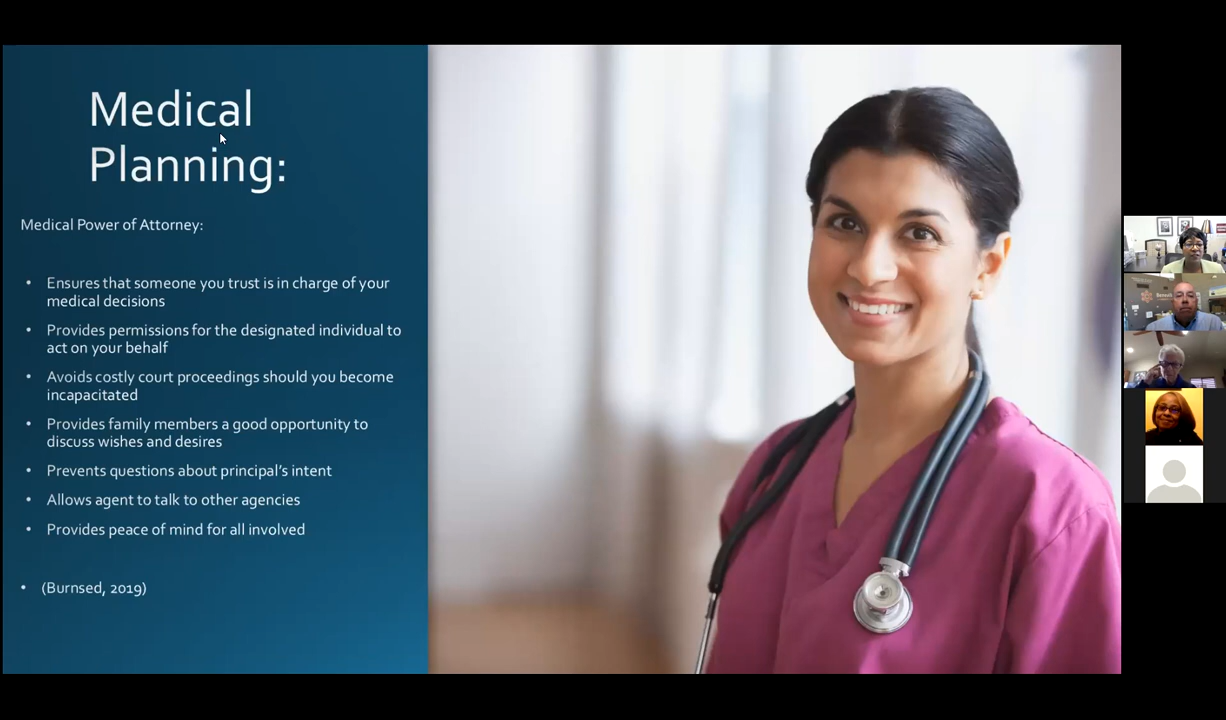 Medical
Planning:
Medical Power of Attorney:
• Ensures that someone you trust is in charge of your
medical decisions
• Provides permissions for the designated individual to
act on your behalf
• Avoids costly court proceedings should you become
incapacitated
• Provides family members a good opportunity to
discuss wishes and desires
• Prevents questions about principal's intent
• Allows agent to talk to other agencies
• Provides peace of mind for all involved
• (Burnsed, 2019)